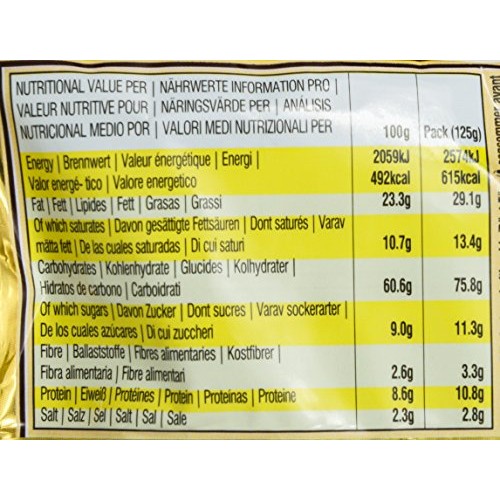 NUTRITIONAL VALUE PER | NÄHRWERTE INFORMATION PRO |
VALEUR NUTRITIVE POUR | NÄRINGSVÄRDE PER | ANÁLISIS
NUTRICIONAL MEDIO POR | VALORI MEDI NUTRIZIONALI PER 100g Pack (125g)
Energy | Brennwert | Valeur énergétique | Energi | 2059kJ 2574kJ
Valor energé- tico | Valore energetico 492kcal 615kcal
Fat | Fett | Lipides | Fett | Grasas | Grassi 23.3g 29.1g
Of which saturates | Davon gesättigte Fettsäuren | Dont saturés | Varav
mätta fett | De las cuales saturadas | Di cui saturi 10.7g 13.4g
Carbohydrates | Kohlenhydrate | Glucides | Kolhydrater |
Hidratos de carbono | Carboidrati 60.6g 75.8g
Of which sugars | Davon Zucker | Dont sucres | Varav sockerarter |
De los cuales azúcares | Di cui zuccheri 9.0g 11.3g
Fibre | Ballaststoffe | Fibres alimentaries | Kostfibrer |
Fibra alimentaria | Fibre alimentari 2.6g 3.3g
Protein | Eiweiß | Protéines | Protein | Proteínas | Proteine 8.6g 10.8g
Salt | Salz | Sel | Salt | Sal | Sale 2.3g 2.8g
avant